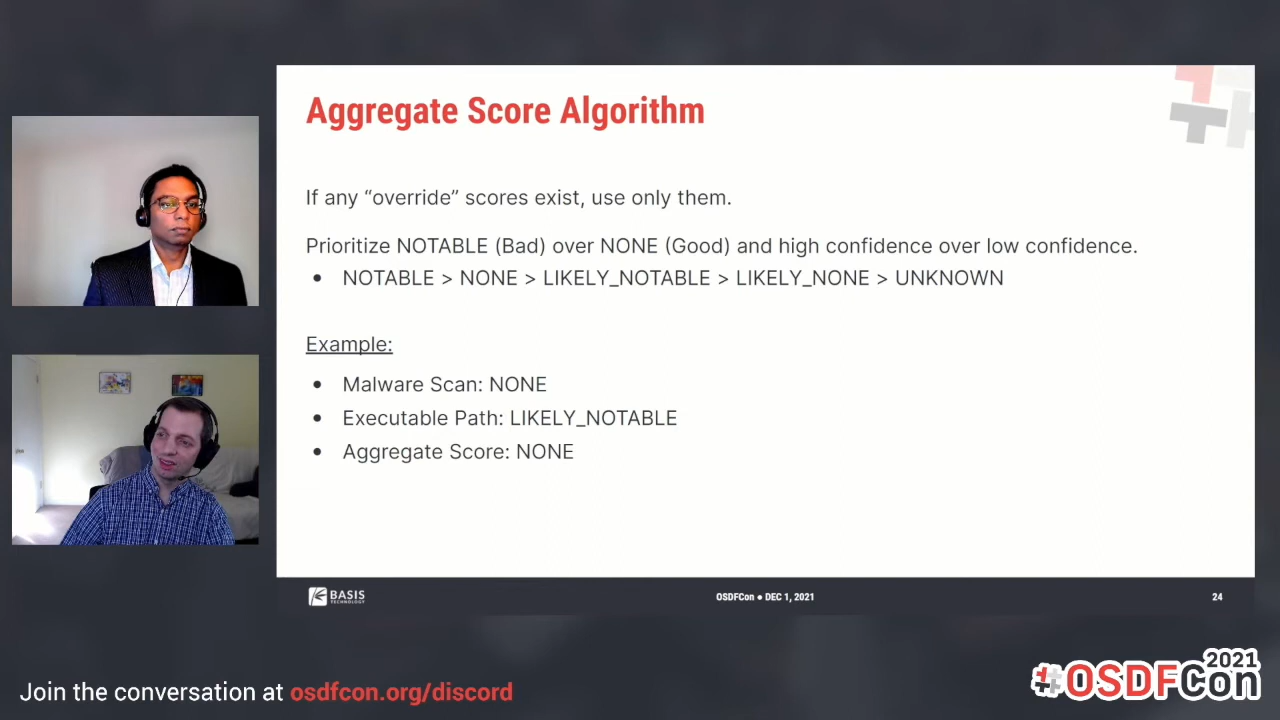 Aggregate Score Algorithm
If any “override” scores exist, use only them.
Prioritize NOTABLE (Bad) over NONE (Good) and high confidence over low confidence.
• NOTABLE > NONE > LIKELY_NOTABLE > LIKELY_NONE > UNKNOWN
Example:
• Malware Scan: NONE
• Executable Path: LIKELY_NOTABLE
• Aggregate Score: NONE
BASIS
TECHNOLOGY
OSDFCon ● DEC 1, 2021
24
Join the conversation at osdfcon.org/discord
2021
#OSDFCon